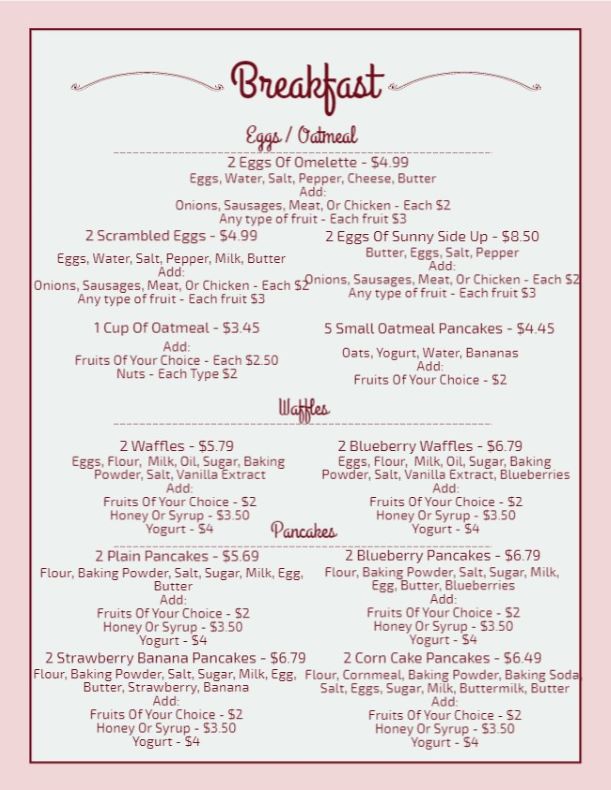 Breakfast
Eggs / Oatmeal
2 Eggs Of Omelette - $4.99
Eggs, Water, Salt, Pepper, Cheese, Butter
Add:
Onions, Sausages, Meat, Or Chicken - Each $2
Any type of fruit - Each fruit $3
2 Scrambled Eggs - $4.99
Eggs, Water, Salt, Pepper, Milk, Butter
Add:
Onions, Sausages, Meat, Or Chicken - Each $2
Any type of fruit - Each fruit $3
2 Eggs Of Sunny Side Up - $8.50
Butter, Eggs, Salt, Pepper
Add:
Onions, Sausages, Meat, Or Chicken - Each $2
Any type of fruit - Each fruit $3
1 Cup Of Oatmeal - $3.45
Add:
Fruits Of Your Choice - Each $2.50
Nuts - Each Type $2
5 Small Oatmeal Pancakes - $4.45
Oats, Yogurt, Water, Bananas
Add:
Fruits Of Your Choice - $2
Waffles
2 Waffles - $5.79
Eggs, Flour, Milk, Oil, Sugar, Baking
Powder, Salt, Vanilla Extract
Add:
Fruits Of Your Choice - $2
Honey Or Syrup - $3.50
Yogurt - $4
2 Blueberry Waffles - $6.79
Eggs, Flour, Milk, Oil, Sugar, Baking
Powder, Salt, Vanilla Extract, Blueberries
Add:
Fruits Of Your Choice - $2
Honey Or Syrup - $3.50
Yogurt - $4
Pancakes
2 Plain Pancakes - $5.69
Flour, Baking Powder, Salt, Sugar, Milk, Egg,
Butter
Add:
Fruits Of Your Choice - $2
Honey Or Syrup - $3.50
Yogurt - $4
2 Blueberry Pancakes - $6.79
Flour, Baking Powder, Salt, Sugar, Milk,
Egg, Butter, Blueberries
Add:
Fruits Of Your Choice - $2
Honey Or Syrup - $3.50
Yogurt - $4
2 Strawberry Banana Pancakes - $6.79
Flour, Baking Powder, Salt, Sugar, Milk, Egg,
Butter, Strawberry, Banana
Add:
Fruits Of Your Choice - $2
Honey Or Syrup - $3.50
Yogurt - $4
2 Corn Cake Pancakes - $6.49
Flour, Cornmeal, Baking Powder, Baking Soda,
Salt, Eggs, Sugar, Milk, Buttermilk, Butter
Add:
Fruits Of Your Choice - $2
Honey Or Syrup - $3.50
Yogurt - $4